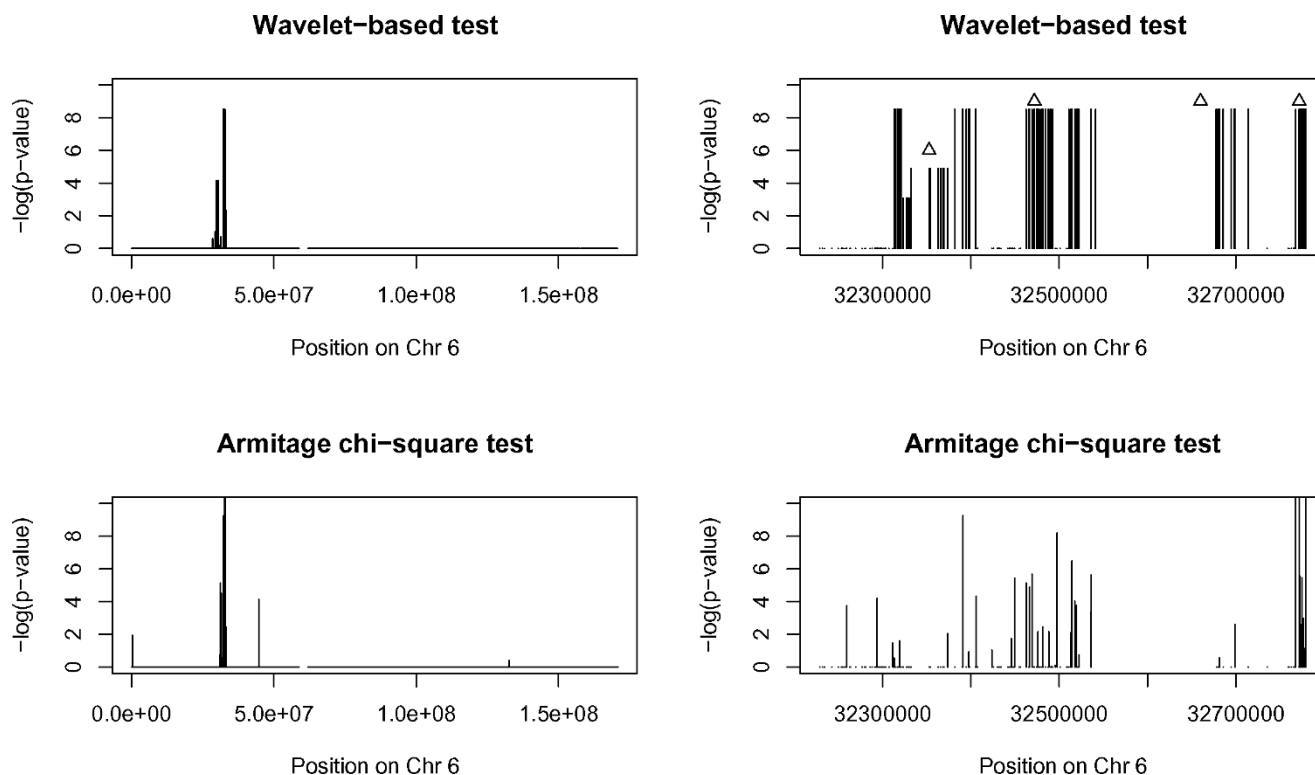 Wavelet−based test
−log(p−value)
8
6
4
2
0
0.0e+00 5.0e+07 1.0e+08 1.5e+08
Position on Chr 6
Wavelet−based test
−log(p−value)
8
6
4
2
0
32300000 32500000 32700000
Position on Chr 6
Armitage chi−square test
−log(p−value)
8
6
4
2
0
0.0e+00 5.0e+07 1.0e+08 1.5e+08
Position on Chr 6
Armitage chi−square test
−log(p−value)
8
6
4
2
0
32300000 32500000 32700000
Position on Chr 6